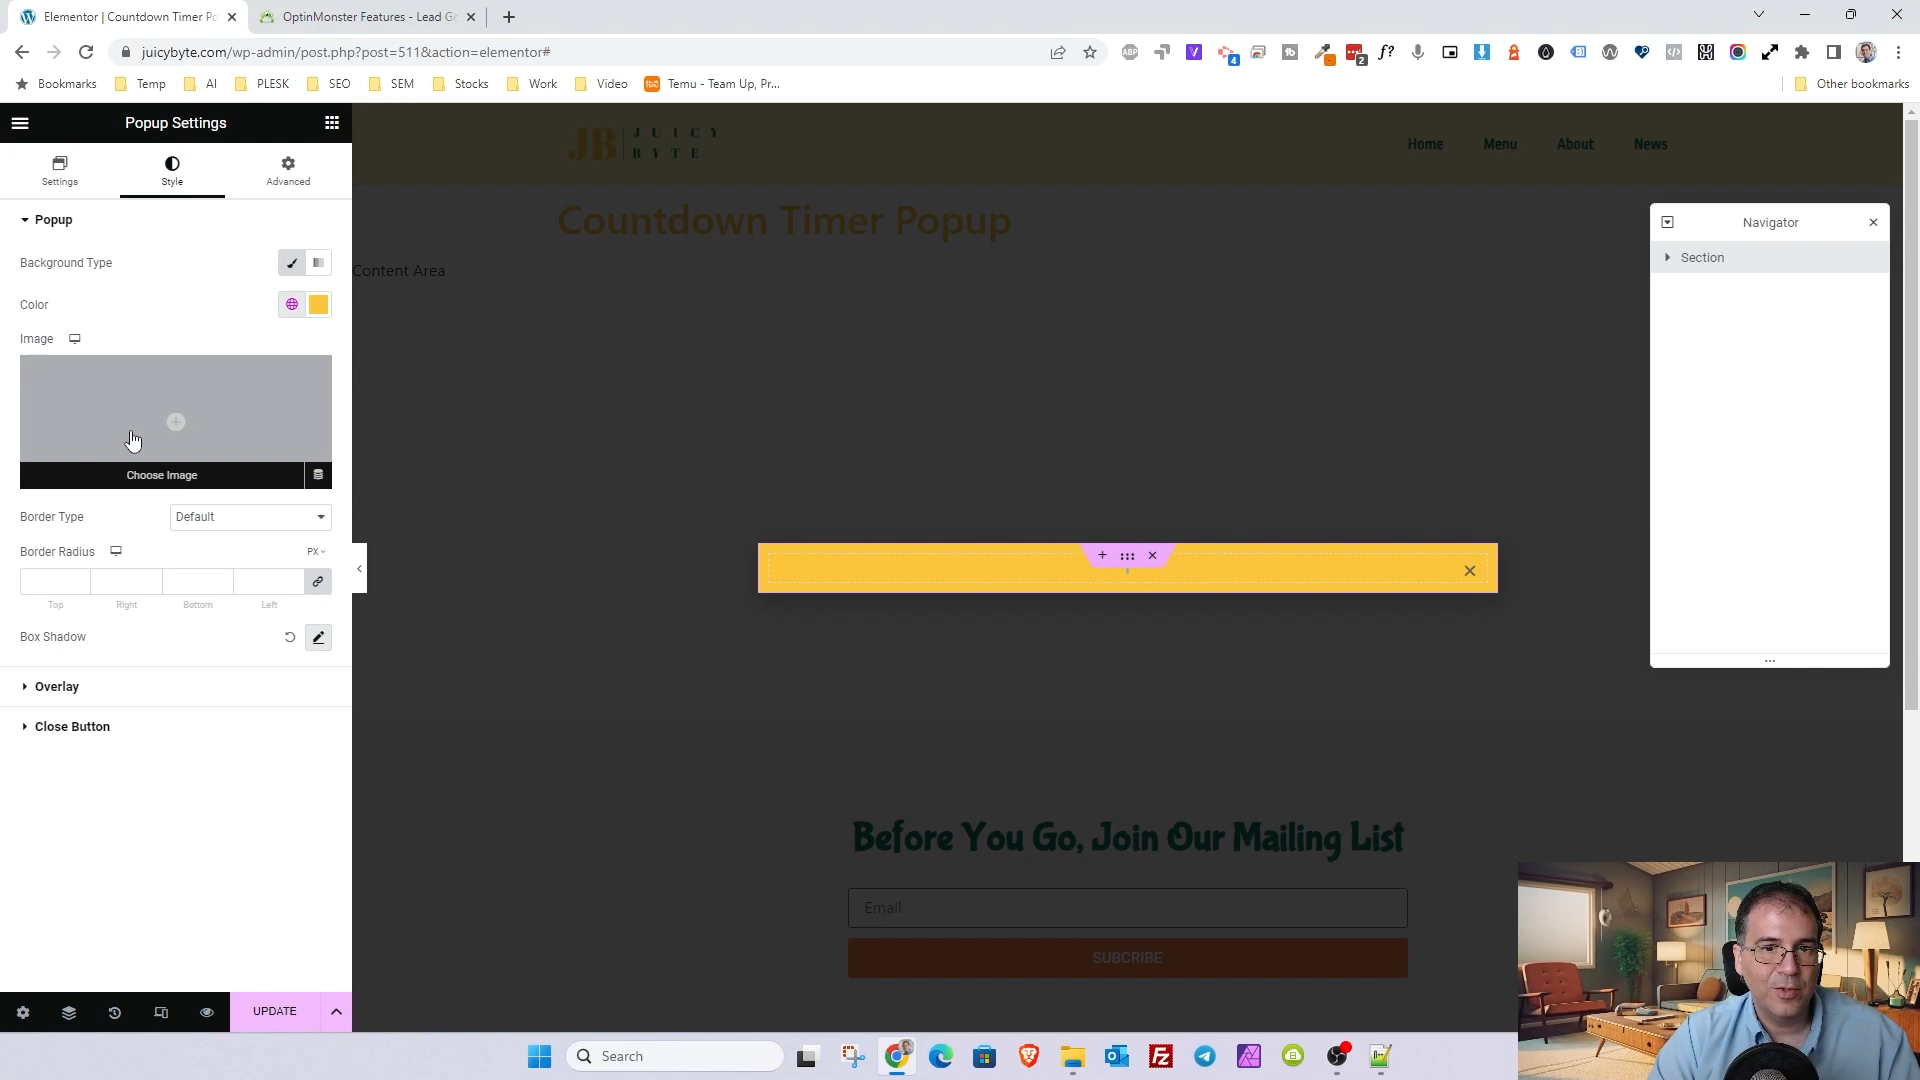 Elementor | Countdown Timer Po
OptinMonster Features - Lead Ge
juicybyte.com/wp-admin/post.php?post=511&action=elementor#
Bookmarks
Temp
AI
PLESK
SEO
SEM
Stocks
Work
Video
Temu - Team Up, Pr...
Other bookmarks
Popup Settings
Settings
Style
Advanced
Popup
Background Type
Color
Image
Choose Image
Border Type
Default
Border Radius
PX
Top
Right
Bottom
Left
Box Shadow
Overlay
Close Button
UPDATE
JB JUICY
BYTE
Home
Menu
About
News
Countdown Timer Popup
Content Area
Navigator
Section
Before You Go, Join Our Mailing List
Email
SUBCRIBE
Search